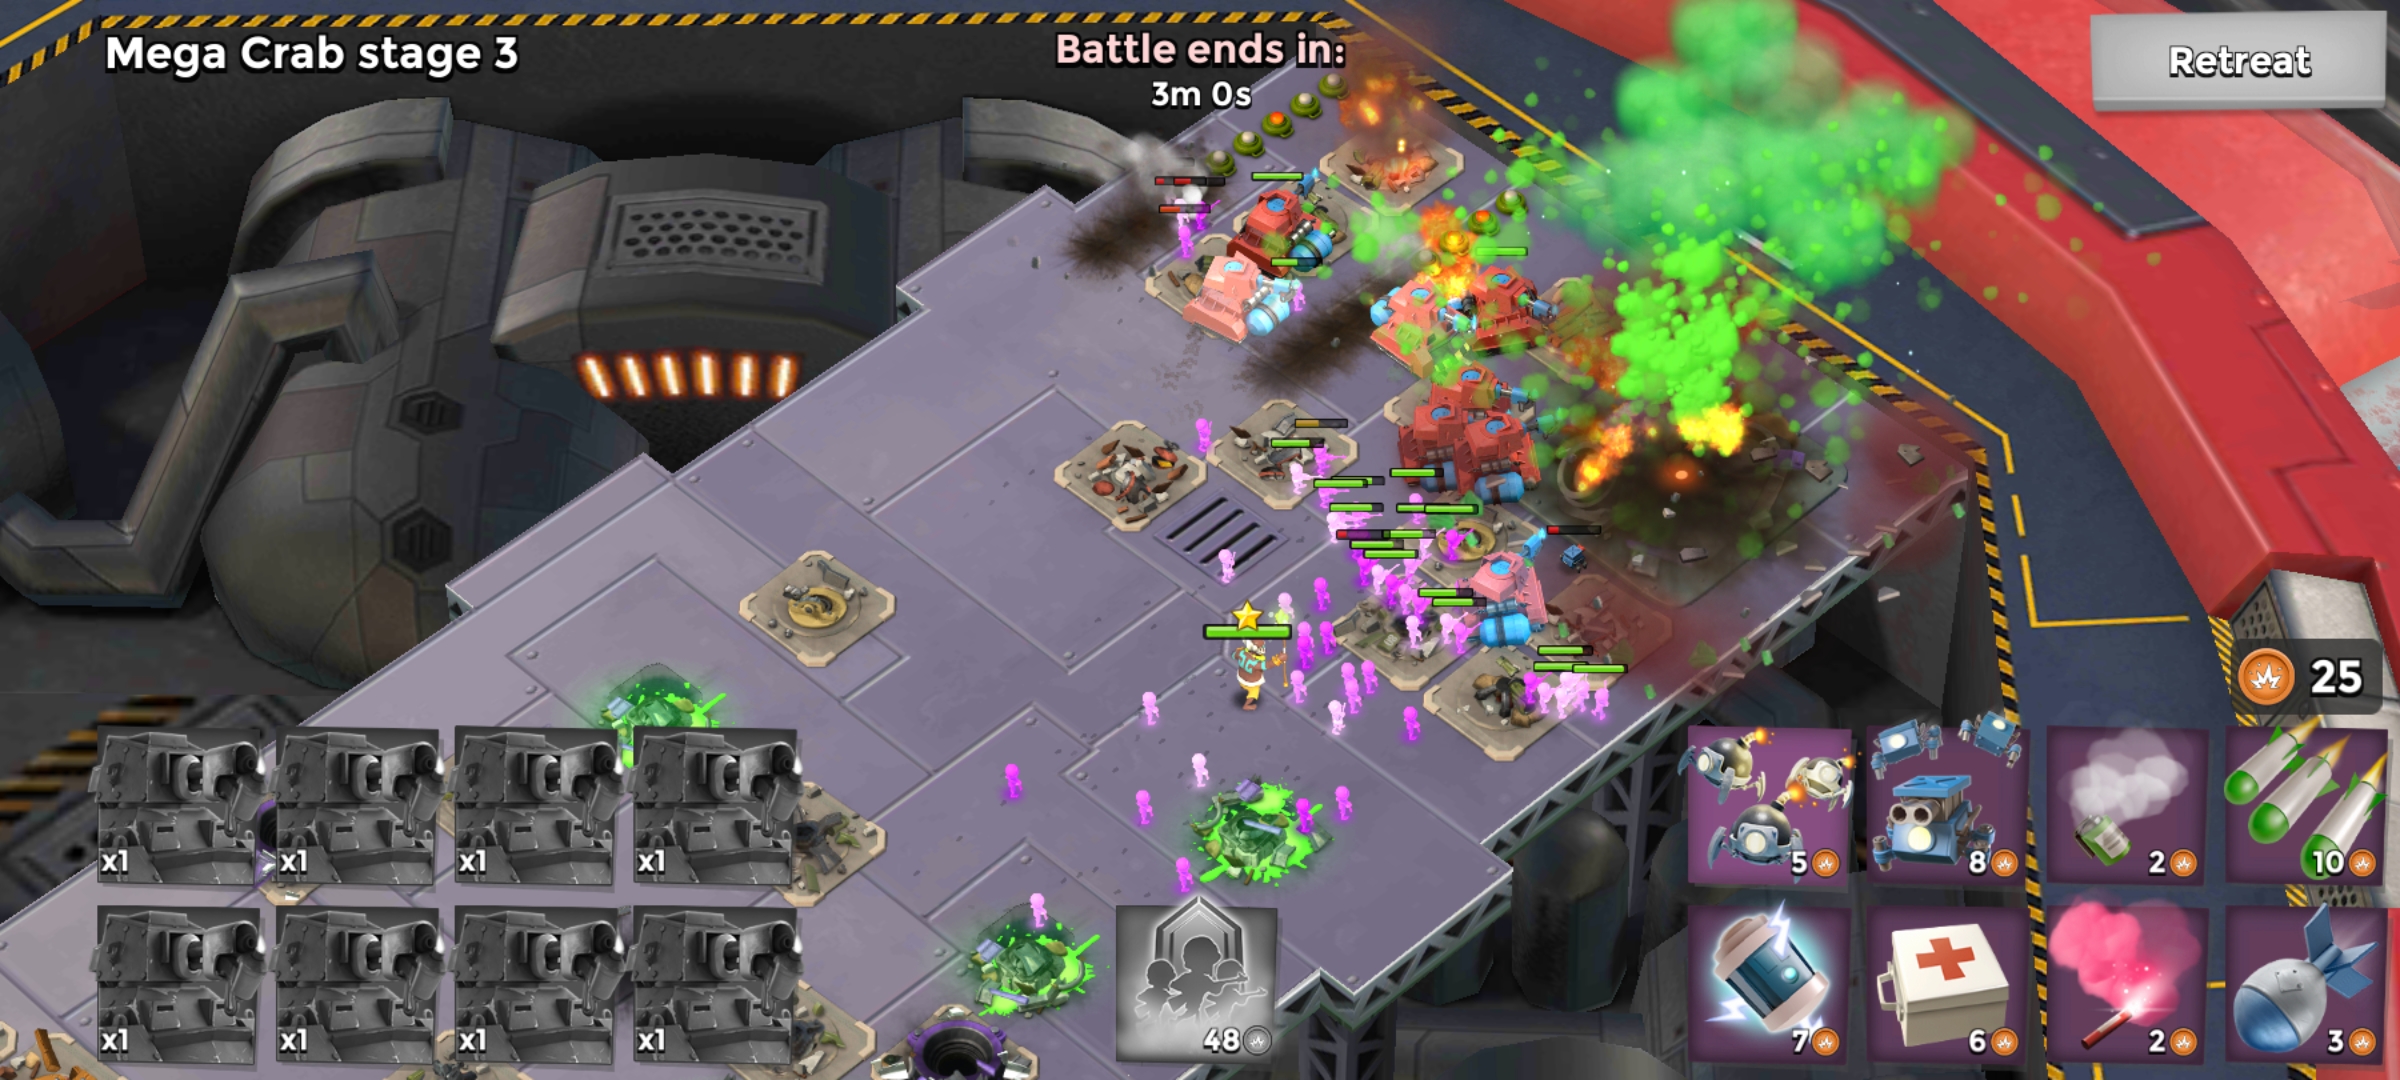 Mega Crab stage 3
Battle ends in:
3m 0s
Retreat
25
x1
x1
x1
x1
5
8
2
10
x1
x1
x1
x1
48
7
6
2
3